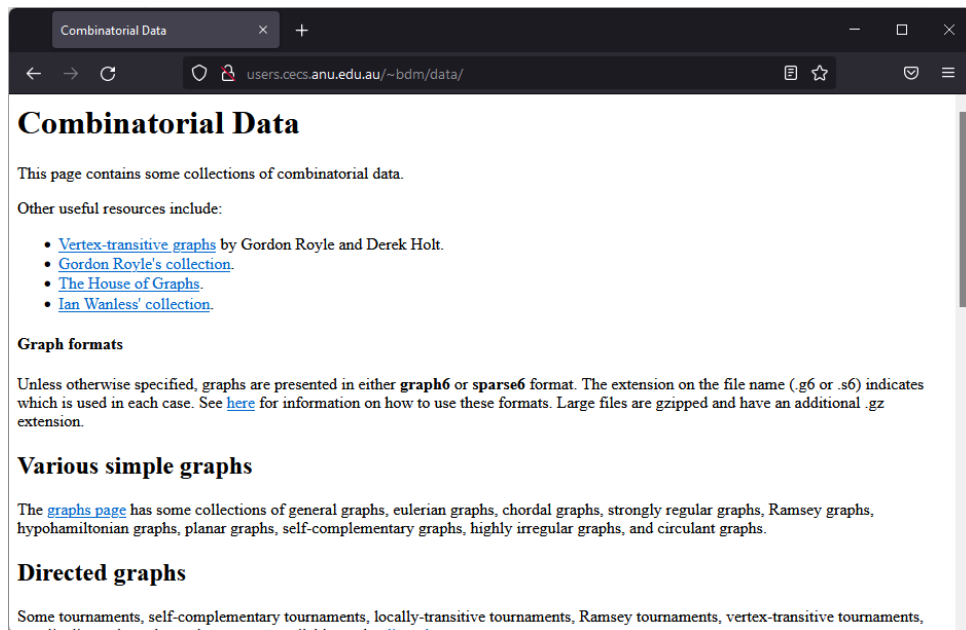 Combinatorial Data
users.cecs.anu.edu.au/~bdm/data/
Combinatorial Data
This page contains some collections of combinatorial data.
Other useful resources include:
• Vertex-transitive graphs by Gordon Royle and Derek Holt.
• Gordon Royle's collection.
• The House of Graphs.
• Ian Wanless' collection.
Graph formats
Unless otherwise specified, graphs are presented in either graph6 or sparse6 format. The extension on the file name (.g6 or .s6) indicates
which is used in each case. See here for information on how to use these formats. Large files are gzipped and have an additional .gz
extension.
Various simple graphs
The graphs page has some collections of general graphs, eulerian graphs, chordal graphs, strongly regular graphs, Ramsey graphs,
hypohamiltonian graphs, planar graphs, self-complementary graphs, highly irregular graphs, and circulant graphs.
Directed graphs
Some tournaments, self-complementary tournaments, locally-transitive tournaments, Ramsey tournaments, vertex-transitive tournaments,